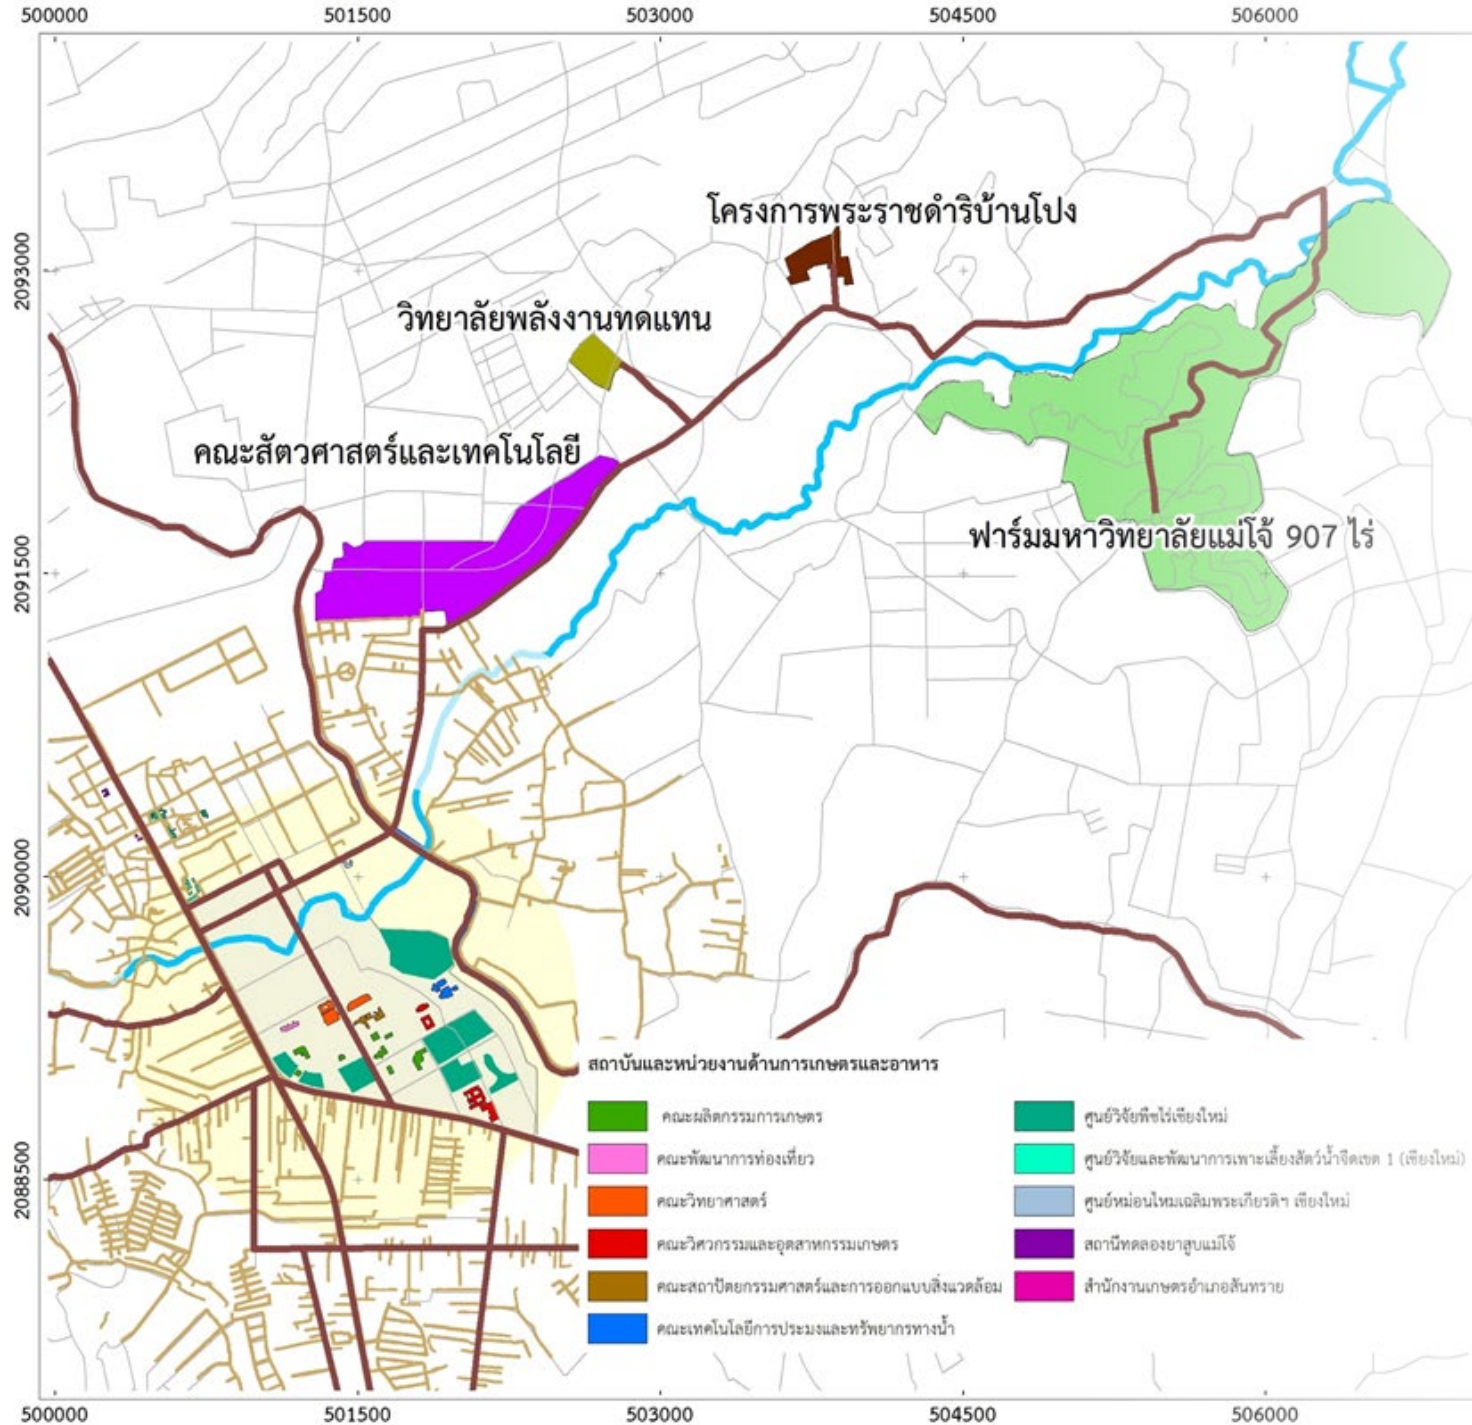 500000 501500 503000 504500 506000
โครงการพระราชดำริบ้านโปง
2093000
วิทยาลัยพลังงานทดแทน
คณะสัตวศาสตร์และเทคโนโลยี
ฟาร์มมหาวิทยาลัยแม่โจ้ 907 ไร่
2091500
2090000
สถาบันและหน่วยงานด้านการเกษตรและอาหาร
คณะผลิตกรรมการเกษตร
คณะพัฒนาการท่องเที่ยว
คณะวิทยาศาสตร์
คณะวิศวกรรมและอุตสาหกรรมเกษตร
คณะสถาปัตยกรรมศาสตร์และการออกแบบสิ่งแวดล้อม
คณะเทคโนโลยีการประมงและทรัพยากรทางน้ำ
ศูนย์วิจัยพืชไร่เชียงใหม่
ศูนย์วิจัยและพัฒนาการเพาะเลี้ยงสัตว์น้ำจืดเขต 1 (เชียงใหม่)
ศูนย์หม่อนไหมเฉลิมพระเกียรติฯ เชียงใหม่
สถานีทดลองยาสูบแม่โจ้
สำนักงานเกษตรอำเภอสันทราย
2088500
500000 501500 503000 504500 506000